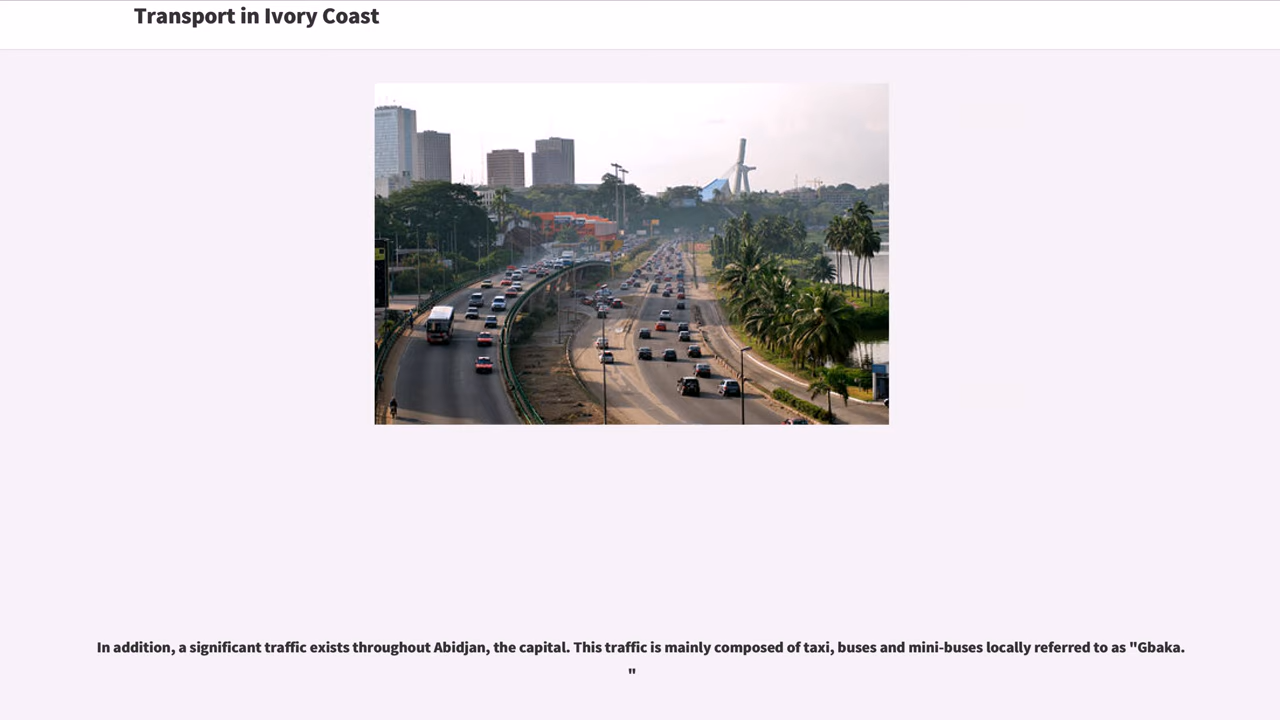 Transport in Ivory Coast
In addition, a significant traffic exists throughout Abidjan, the capital. This traffic is mainly composed of taxi, buses and mini-buses locally referred to as "Gbaka.
"